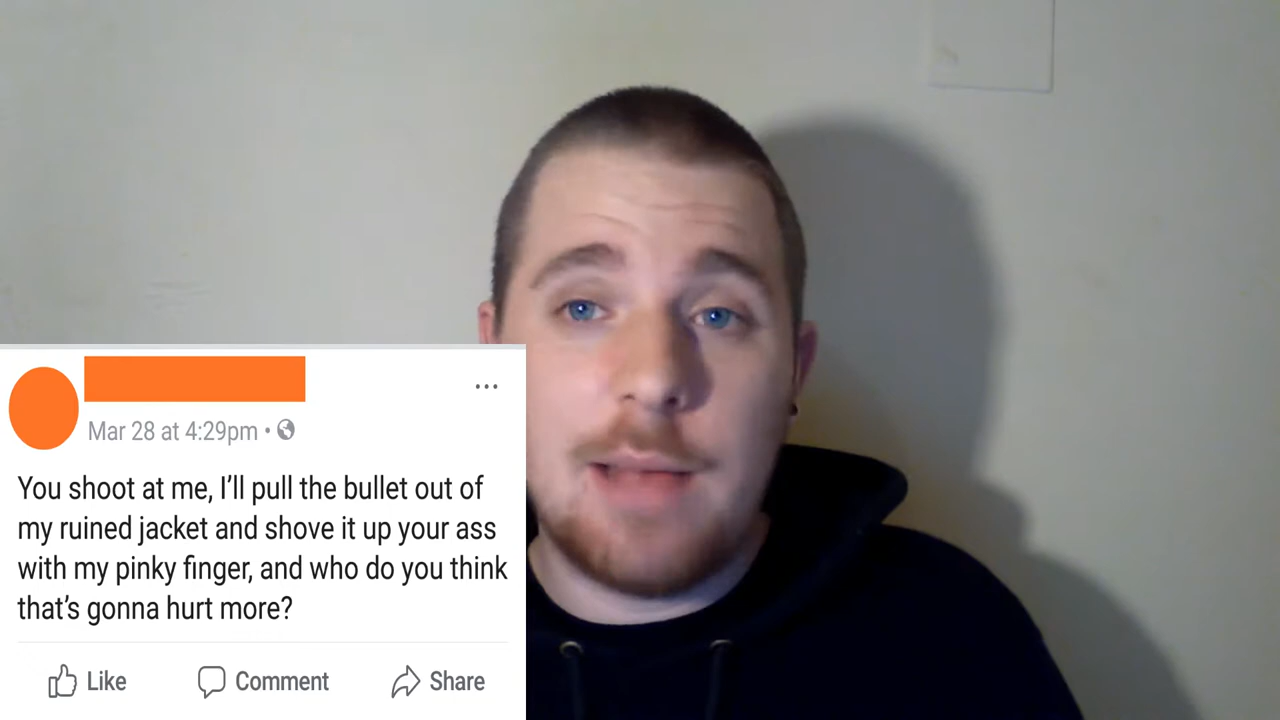 Mar 28 at 4:29pm •
You shoot at me, I’ll pull the bullet out of
my ruined jacket and shove it up your ass
with my pinky finger, and who do you think
that’s gonna hurt more?
Like Comment Share